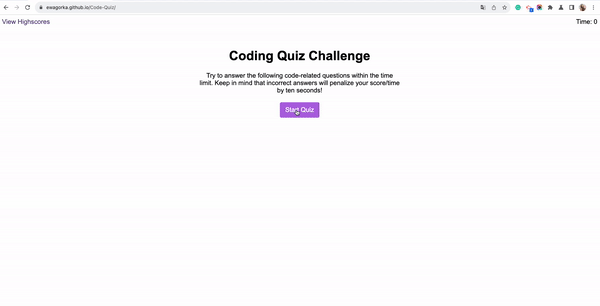 ewagorka.github.io/Code-Quiz/
View Highscores
Time: 0
Coding Quiz Challenge
Try to answer the following code-related questions within the time
limit. Keep in mind that incorrect answers will penalize your score/time
by ten seconds!
Start Quiz